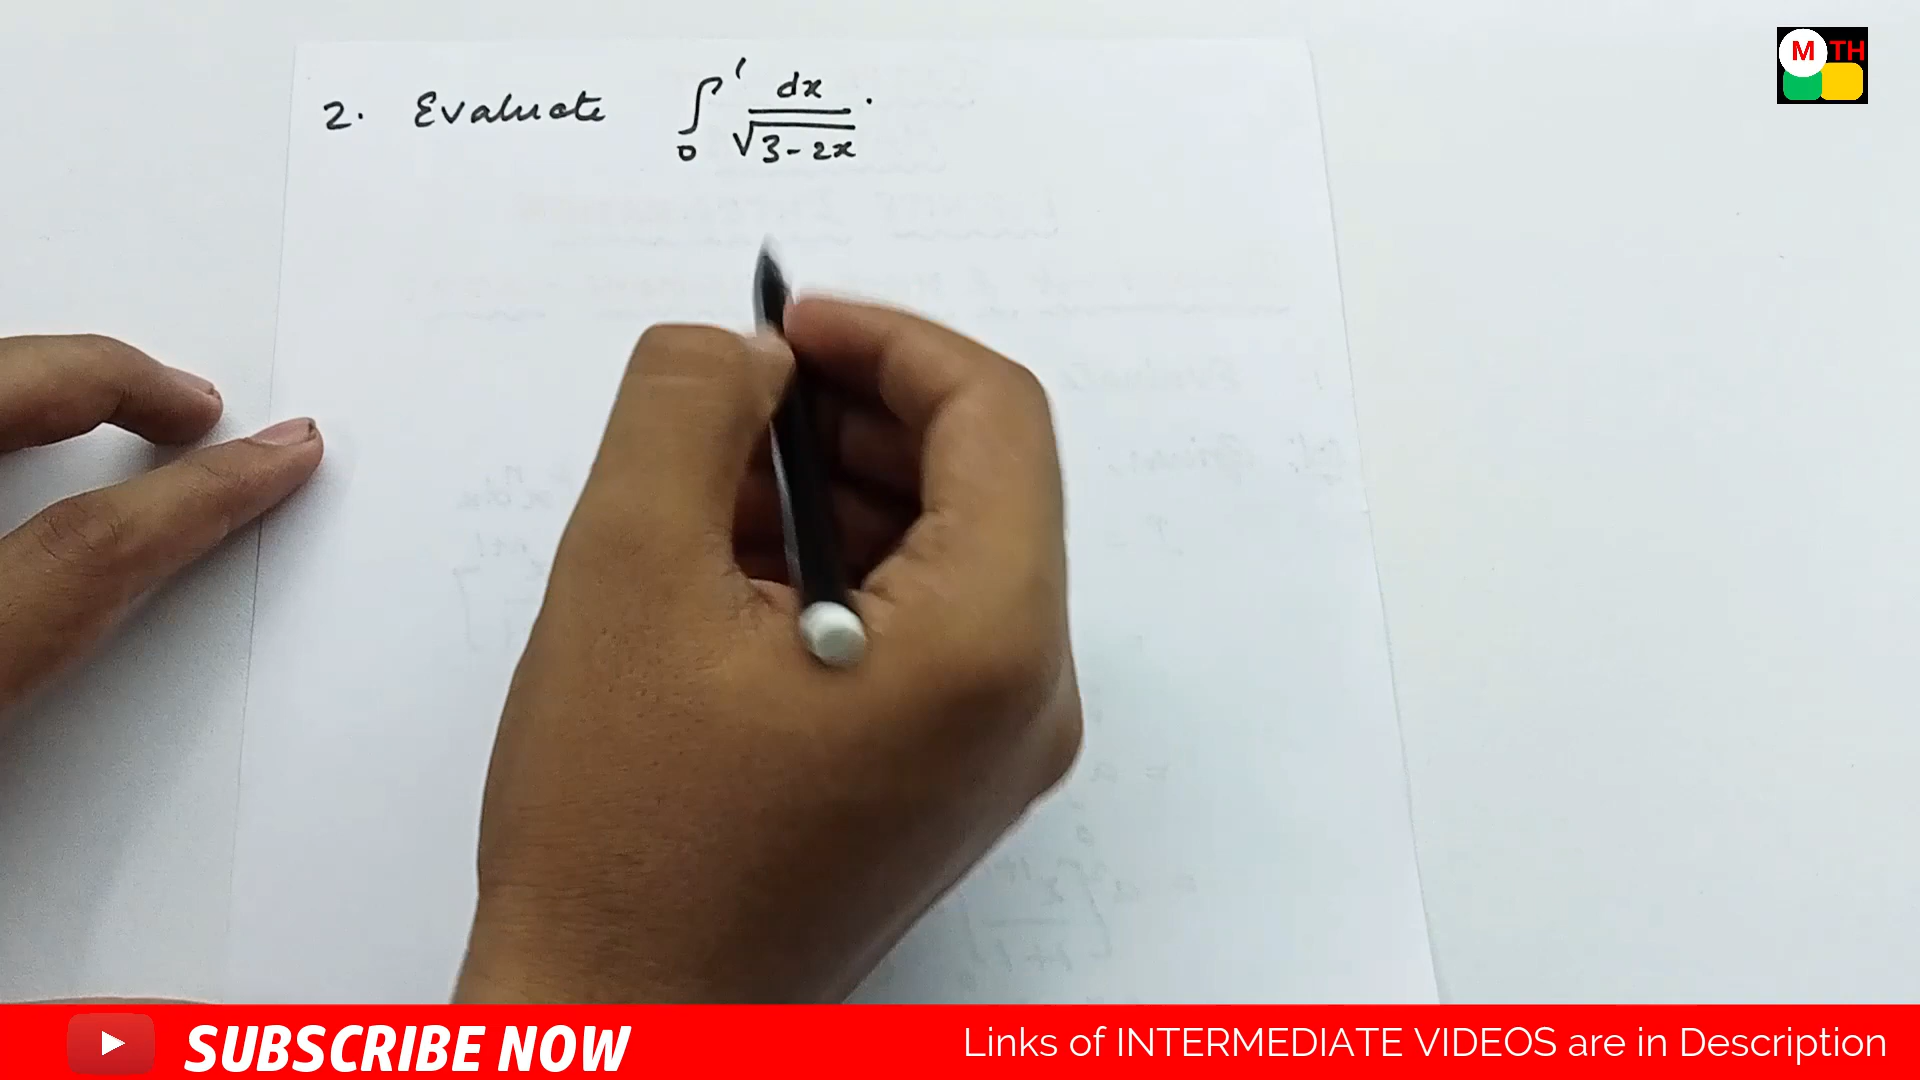 2. Evaluate ∫₀¹ dx/√(3-2x).
M TH
SUBSCRIBE NOW
Links of INTERMEDIATE VIDEOS are in Description